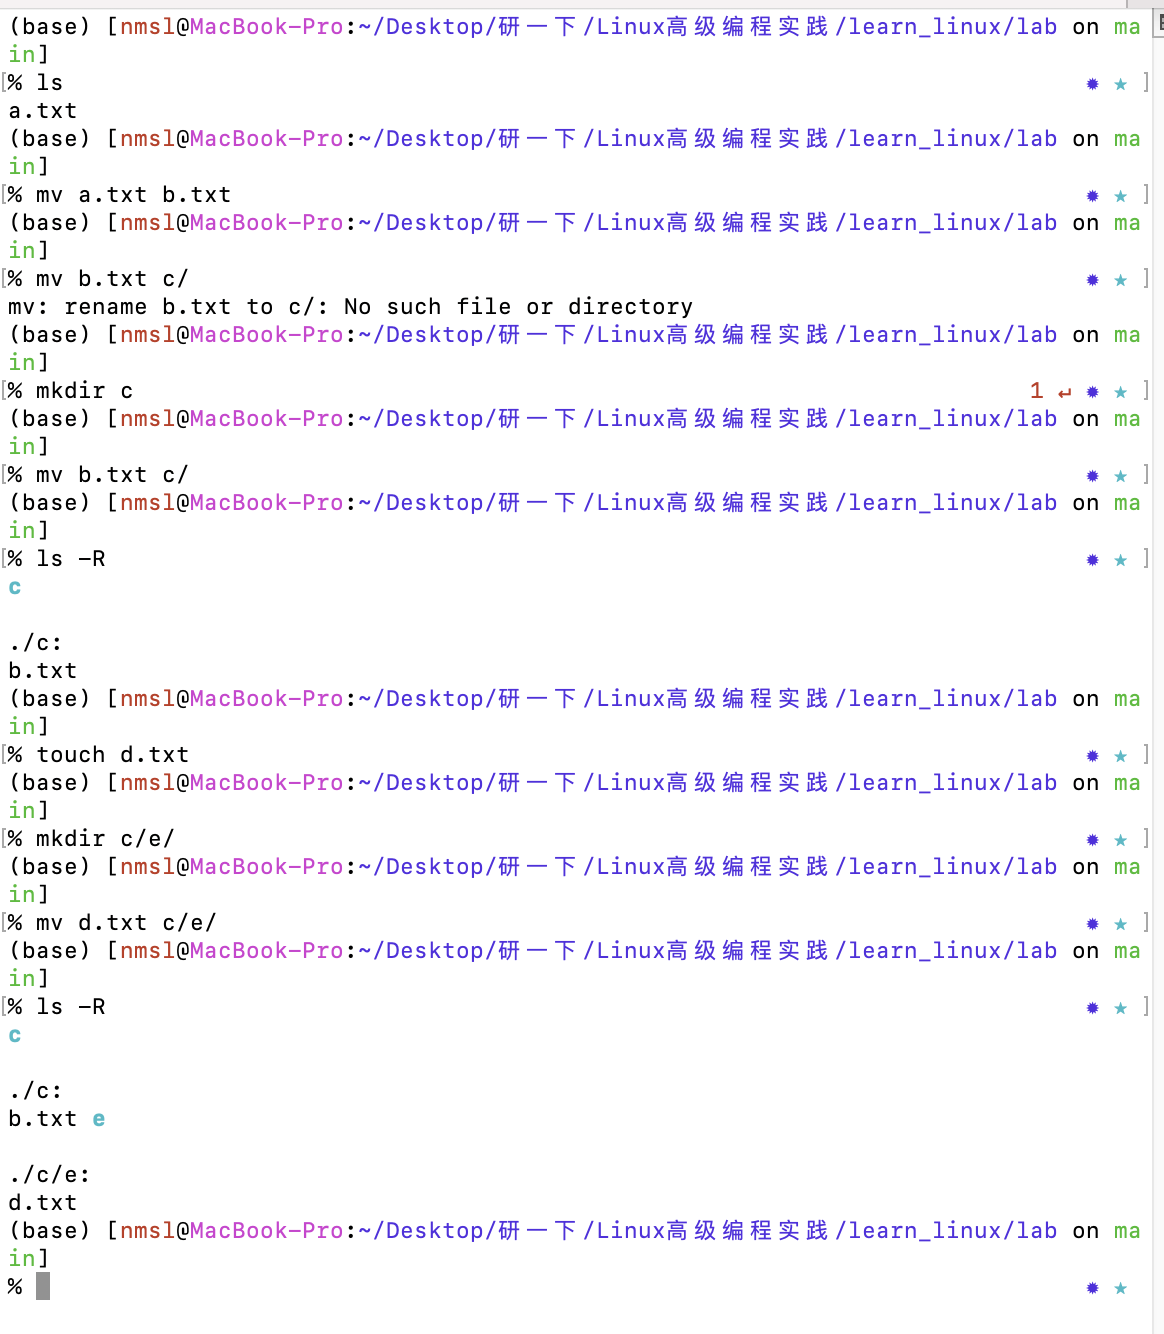 (base) [nmsl@MacBook-Pro:~/Desktop/研一下/Linux高级编程实践/learn_linux/lab on ma
in]
[% ls ✹ ★ ]
a.txt
(base) [nmsl@MacBook-Pro:~/Desktop/研一下/Linux高级编程实践/learn_linux/lab on ma
in]
[% mv a.txt b.txt ✹ ★ ]
(base) [nmsl@MacBook-Pro:~/Desktop/研一下/Linux高级编程实践/learn_linux/lab on ma
in]
[% mv b.txt c/ ✹ ★ ]
mv: rename b.txt to c/: No such file or directory
(base) [nmsl@MacBook-Pro:~/Desktop/研一下/Linux高级编程实践/learn_linux/lab on ma
in]
[% mkdir c 1 ↵ ✹ ★ ]
(base) [nmsl@MacBook-Pro:~/Desktop/研一下/Linux高级编程实践/learn_linux/lab on ma
in]
[% mv b.txt c/ ✹ ★ ]
(base) [nmsl@MacBook-Pro:~/Desktop/研一下/Linux高级编程实践/learn_linux/lab on ma
in]
[% ls -R ✹ ★ ]
c
./c:
b.txt
(base) [nmsl@MacBook-Pro:~/Desktop/研一下/Linux高级编程实践/learn_linux/lab on ma
in]
[% touch d.txt ✹ ★ ]
(base) [nmsl@MacBook-Pro:~/Desktop/研一下/Linux高级编程实践/learn_linux/lab on ma
in]
[% mkdir c/e/ ✹ ★ ]
(base) [nmsl@MacBook-Pro:~/Desktop/研一下/Linux高级编程实践/learn_linux/lab on ma
in]
[% mv d.txt c/e/ ✹ ★ ]
(base) [nmsl@MacBook-Pro:~/Desktop/研一下/Linux高级编程实践/learn_linux/lab on ma
in]
[% ls -R ✹ ★ ]
c
./c:
b.txt e
./c/e:
d.txt
(base) [nmsl@MacBook-Pro:~/Desktop/研一下/Linux高级编程实践/learn_linux/lab on ma
in]
% ✹ ★